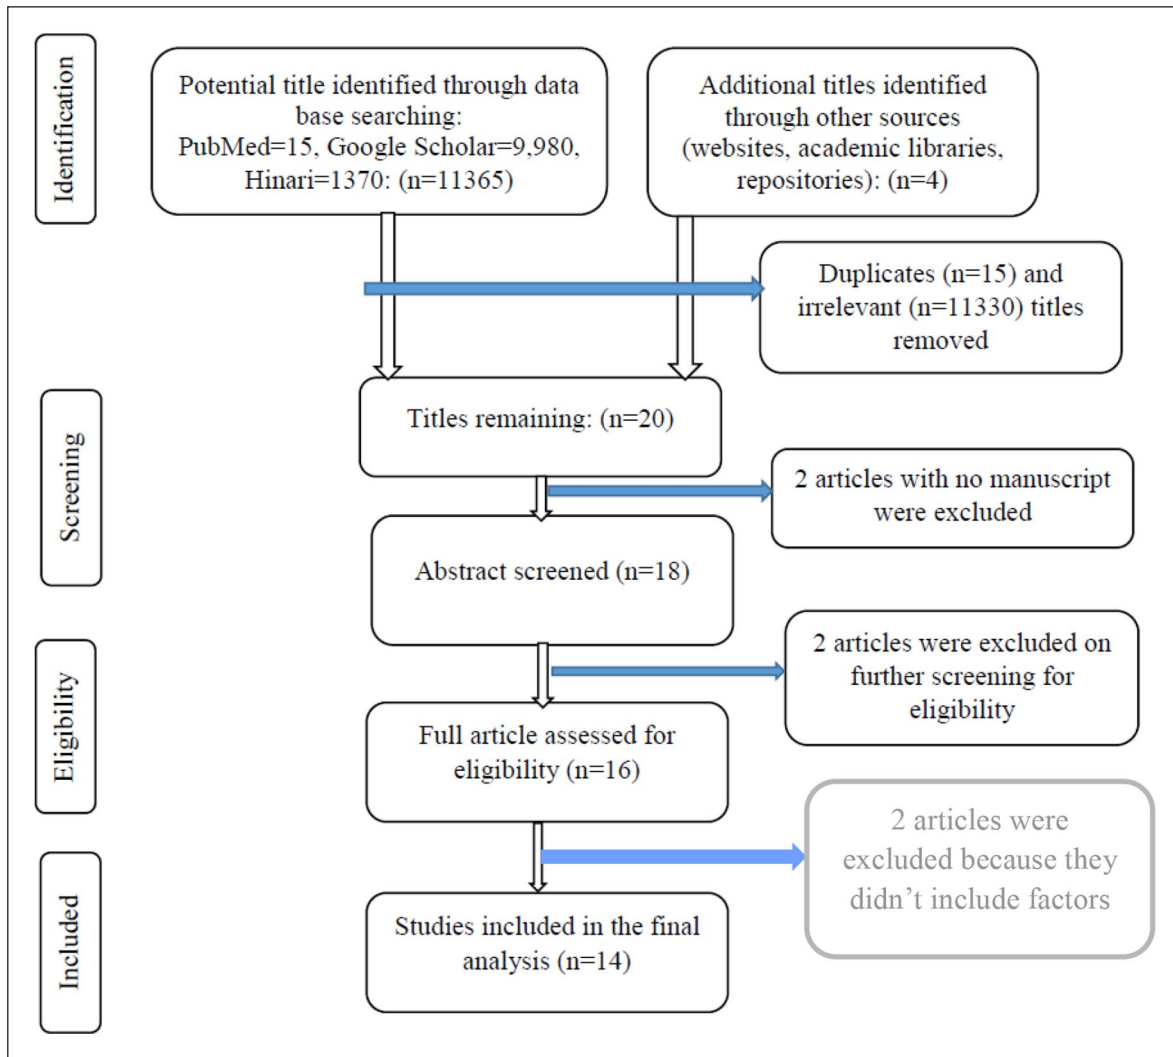 Identification
Potential title identified through data
base searching:
PubMed=15, Google Scholar=9,980,
Hinari=1370: (n=11365)
Additional titles identified
through other sources
(websites, academic libraries,
repositories): (n=4)
Duplicates (n=15) and
irrelevant (n=11330) titles
removed
Screening
Titles remaining: (n=20)
2 articles with no manuscript
were excluded
Abstract screened (n=18)
Eligibility
2 articles were excluded on
further screening for
eligibility
Full article assessed for
eligibility (n=16)
2 articles were
excluded because they
didn’t include factors
Included
Studies included in the final
analysis (n=14)